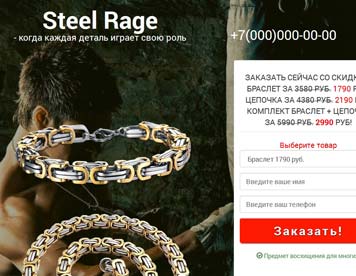 Steel Rage
- когда каждая деталь играет свою роль
+7(000)000-00-00
ЗАКАЗАТЬ СЕЙЧАС СО СКИДК
БРАСЛЕТ ЗА 3580 РУБ. 1790 Р
ЦЕПОЧКА ЗА 4380 РУБ. 2190
КОМПЛЕКТ БРАСЛЕТ + ЦЕПОЧ
ЗА 5990 РУБ. 2990 РУБ!
Выберите товар
Браслет 1790 руб.
Введите ваше имя
Введите ваш телефон
Заказать!
Предмет восхищения для многи